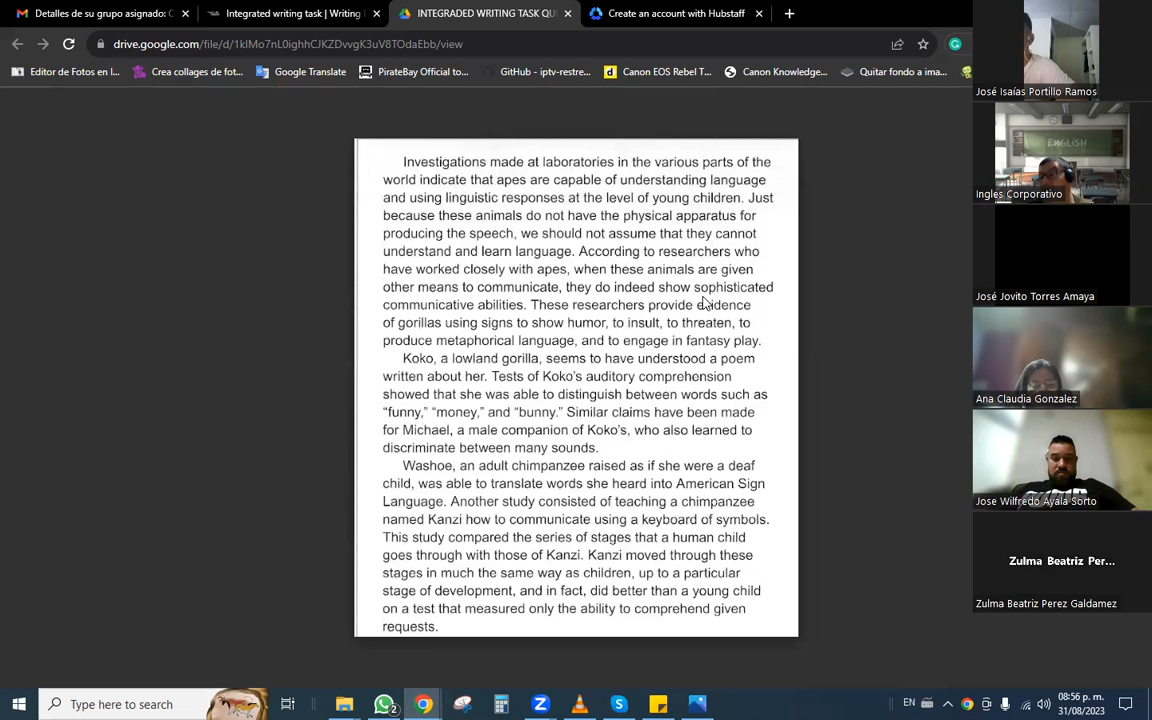 Detalles de su grupo asignado: C
Integrated writing task | Writing
INTEGRADED WRITING TASK QU
Create an account with Hubstaff
drive.google.com/file/d/1klMo7nL0ighhCJKZDvvgK3uV8TOdaEbb/view
Editor de Fotos en l...
Crea collages de fot...
Google Translate
PirateBay Official to...
GitHub - iptv-restre...
Canon EOS Rebel T...
Canon Knowledge...
Quitar fondo a ima...
Investigations made at laboratories in the various parts of the
world indicate that apes are capable of understanding language
and using linguistic responses at the level of young children. Just
because these animals do not have the physical apparatus for
producing the speech, we should not assume that they cannot
understand and learn language. According to researchers who
have worked closely with apes, when these animals are given
other means to communicate, they do indeed show sophisticated
communicative abilities. These researchers provide evidence
of gorillas using signs to show humor, to insult, to threaten, to
produce metaphorical language, and to engage in fantasy play.
Koko, a lowland gorilla, seems to have understood a poem
written about her. Tests of Koko's auditory comprehension
showed that she was able to distinguish between words such as
"funny," "money," and "bunny." Similar claims have been made
for Michael, a male companion of Koko's, who also learned to
discriminate between many sounds.
Washoe, an adult chimpanzee raised as if she were a deaf
child, was able to translate words she heard into American Sign
Language. Another study consisted of teaching a chimpanzee
named Kanzi how to communicate using a keyboard of symbols.
This study compared the series of stages that a human child
goes through with those of Kanzi. Kanzi moved through these
stages in much the same way as children, up to a particular
stage of development, and in fact, did better than a young child
on a test that measured only the ability to comprehend given
requests.
José Isaías Portillo Ramos
ENGLISH
Ingles Corporativo
José Jovito Torres Amaya
Ana Claudia Gonzalez
Jose Wilfredo Ayala Sorto
Zulma Beatriz Per...
Zulma Beatriz Perez Galdamez
Type here to search
2
EN
08:56 p. m.
31/08/2023